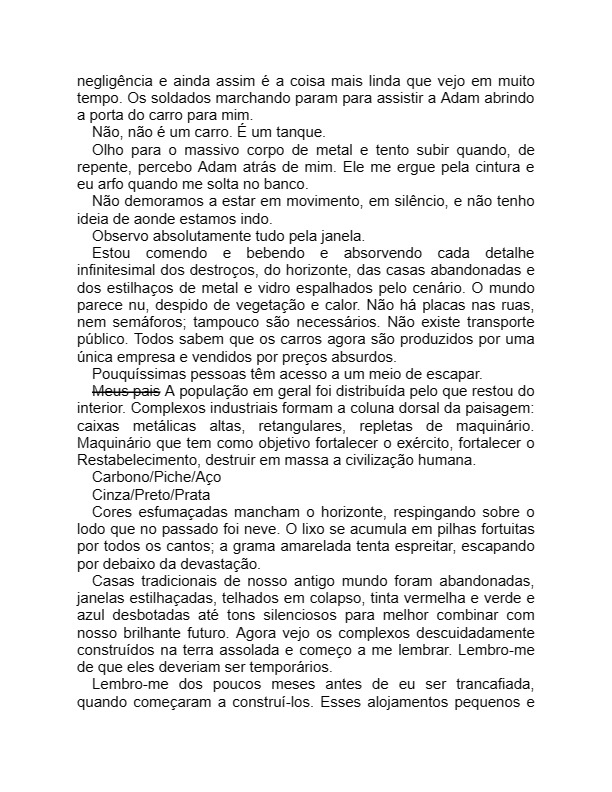 negligência e ainda assim é a coisa mais linda que vejo em muito
tempo. Os soldados marchando param para assistir a Adam abrindo
a porta do carro para mim.
Não, não é um carro. É um tanque.
Olho para o massivo corpo de metal e tento subir quando, de
repente, percebo Adam atrás de mim. Ele me ergue pela cintura e
eu arfo quando me solta no banco.
Não demoramos a estar em movimento, em silêncio, e não tenho
ideia de aonde estamos indo.
Observo absolutamente tudo pela janela.
Estou comendo e bebendo e absorvendo cada detalhe
infinitesimal dos destroços, do horizonte, das casas abandonadas e
dos estilhaços de metal e vidro espalhados pelo cenário. O mundo
parece nu, despido de vegetação e calor. Não há placas nas ruas,
nem semáforos; tampouco são necessários. Não existe transporte
público. Todos sabem que os carros agora são produzidos por uma
única empresa e vendidos por preços absurdos.
Pouquíssimas pessoas têm acesso a um meio de escapar.
Meus pais A população em geral foi distribuída pelo que restou do
interior. Complexos industriais formam a coluna dorsal da paisagem:
caixas metálicas altas, retangulares, repletas de maquinário.
Maquinário que tem como objetivo fortalecer o exército, fortalecer o
Restabelecimento, destruir em massa a civilização humana.
Carbono/Piche/Aço
Cinza/Preto/Prata
Cores esfumaçadas mancham o horizonte, respingando sobre o
lodo que no passado foi neve. O lixo se acumula em pilhas fortuitas
por todos os cantos; a grama amarelada tenta espreitar, escapando
por debaixo da devastação.
Casas tradicionais de nosso antigo mundo foram abandonadas,
janelas estilhaçadas, telhados em colapso, tinta vermelha e verde e
azul desbotadas até tons silenciosos para melhor combinar com
nosso brilhante futuro. Agora vejo os complexos descuidadamente
construídos na terra assolada e começo a me lembrar. Lembro-me
de que eles deveriam ser temporários.
Lembro-me dos poucos meses antes de eu ser trancafiada,
quando começaram a construí-los. Esses alojamentos pequenos e